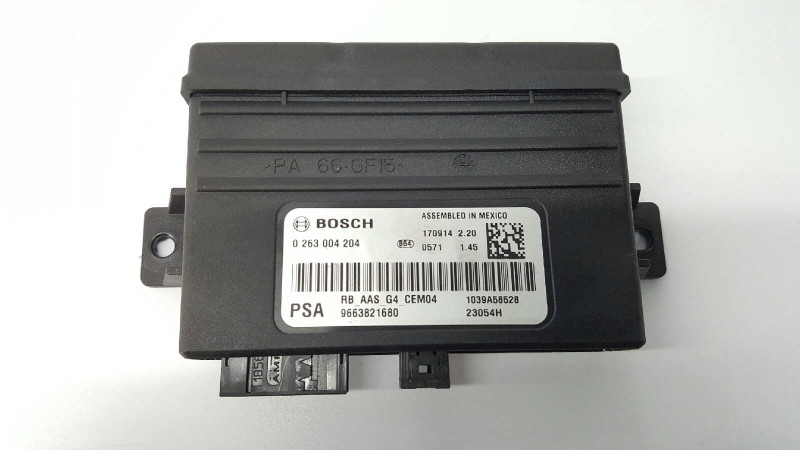 >PA 66-GF15<
BOSCH
ASSEMBLED IN MEXICO
0 263 004 204
S64
170914 2.20
0571 1.45
PSA
RB_AAS_G4_CEM04
9663821680
1039A58528
23054H